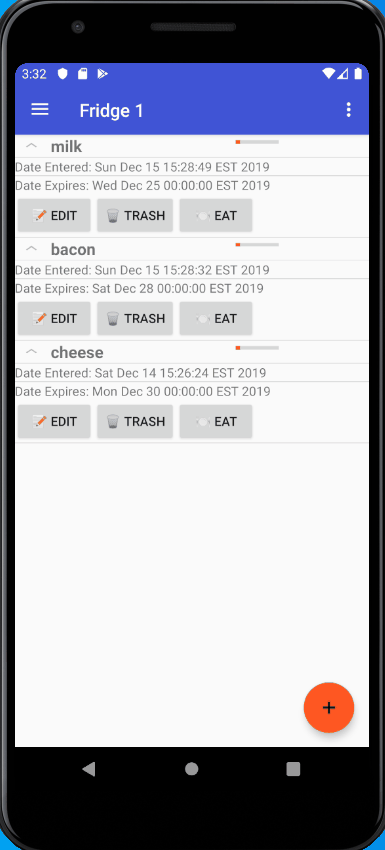 3:32
Fridge 1
milk
Date Entered: Sun Dec 15 15:28:49 EST 2019
Date Expires: Wed Dec 25 00:00:00 EST 2019
EDIT TRASH EAT
bacon
Date Entered: Sun Dec 15 15:28:32 EST 2019
Date Expires: Sat Dec 28 00:00:00 EST 2019
EDIT TRASH EAT
cheese
Date Entered: Sat Dec 14 15:26:24 EST 2019
Date Expires: Mon Dec 30 00:00:00 EST 2019
EDIT TRASH EAT
+